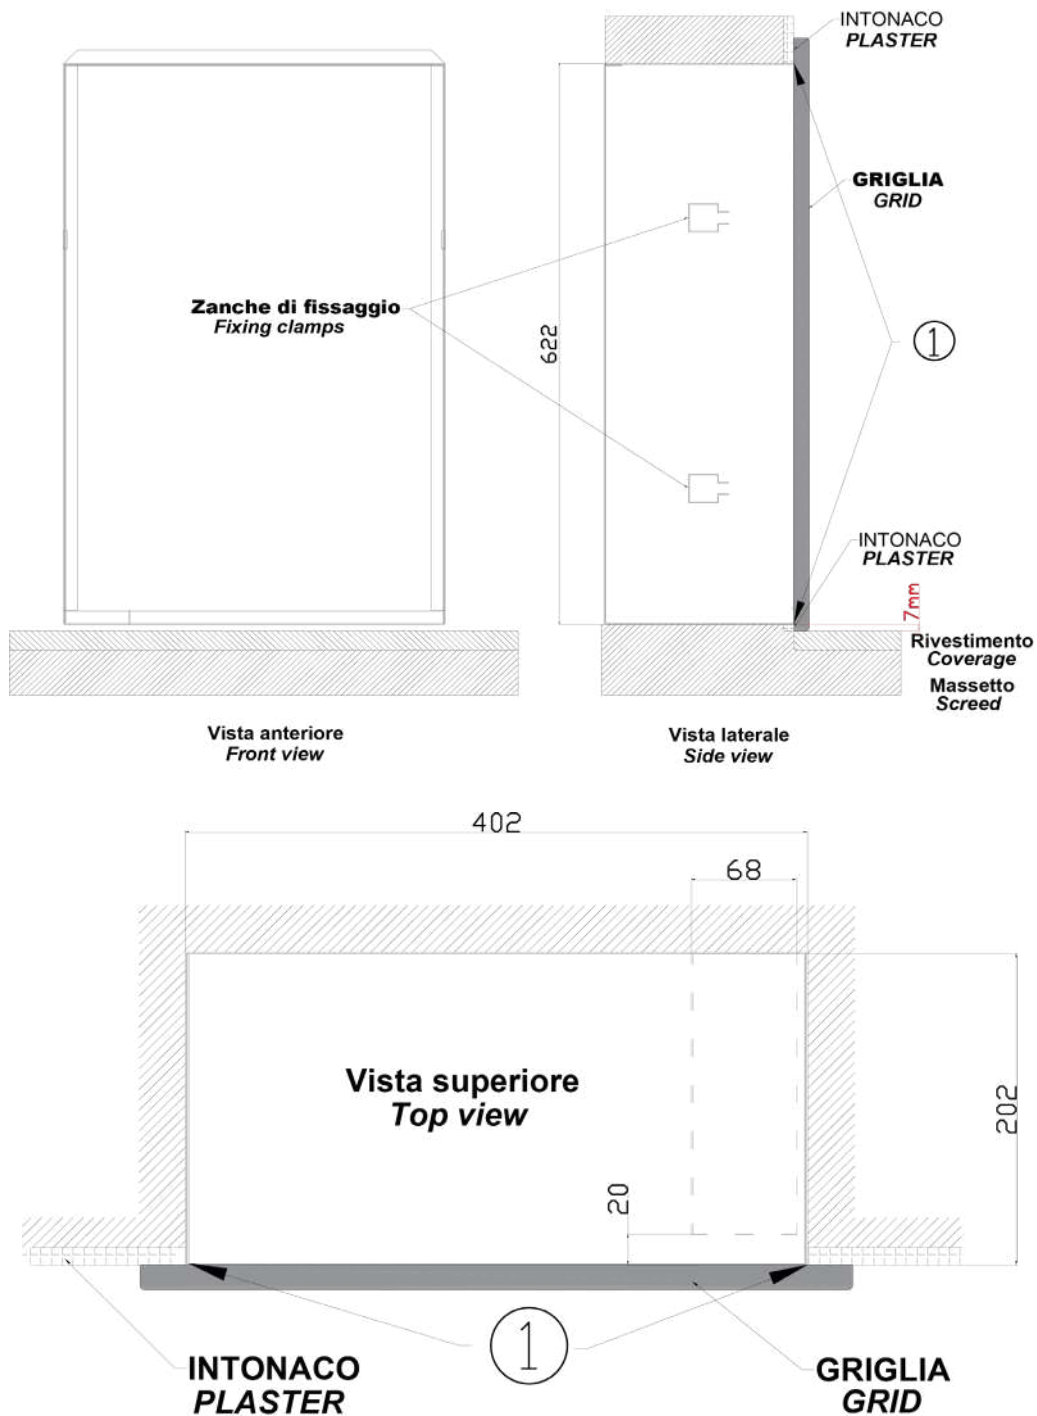 INTONACO
PLASTER
GRIGLIA
GRID
Zanche di fissaggio
Fixing clamps
622
1
INTONACO
PLASTER
7mm
Rivestimento
Coverage
Massetto
Screed
Vista anteriore
Front view
Vista laterale
Side view
402
68
Vista superiore
Top view
202
20
1
INTONACO
PLASTER
GRIGLIA
GRID